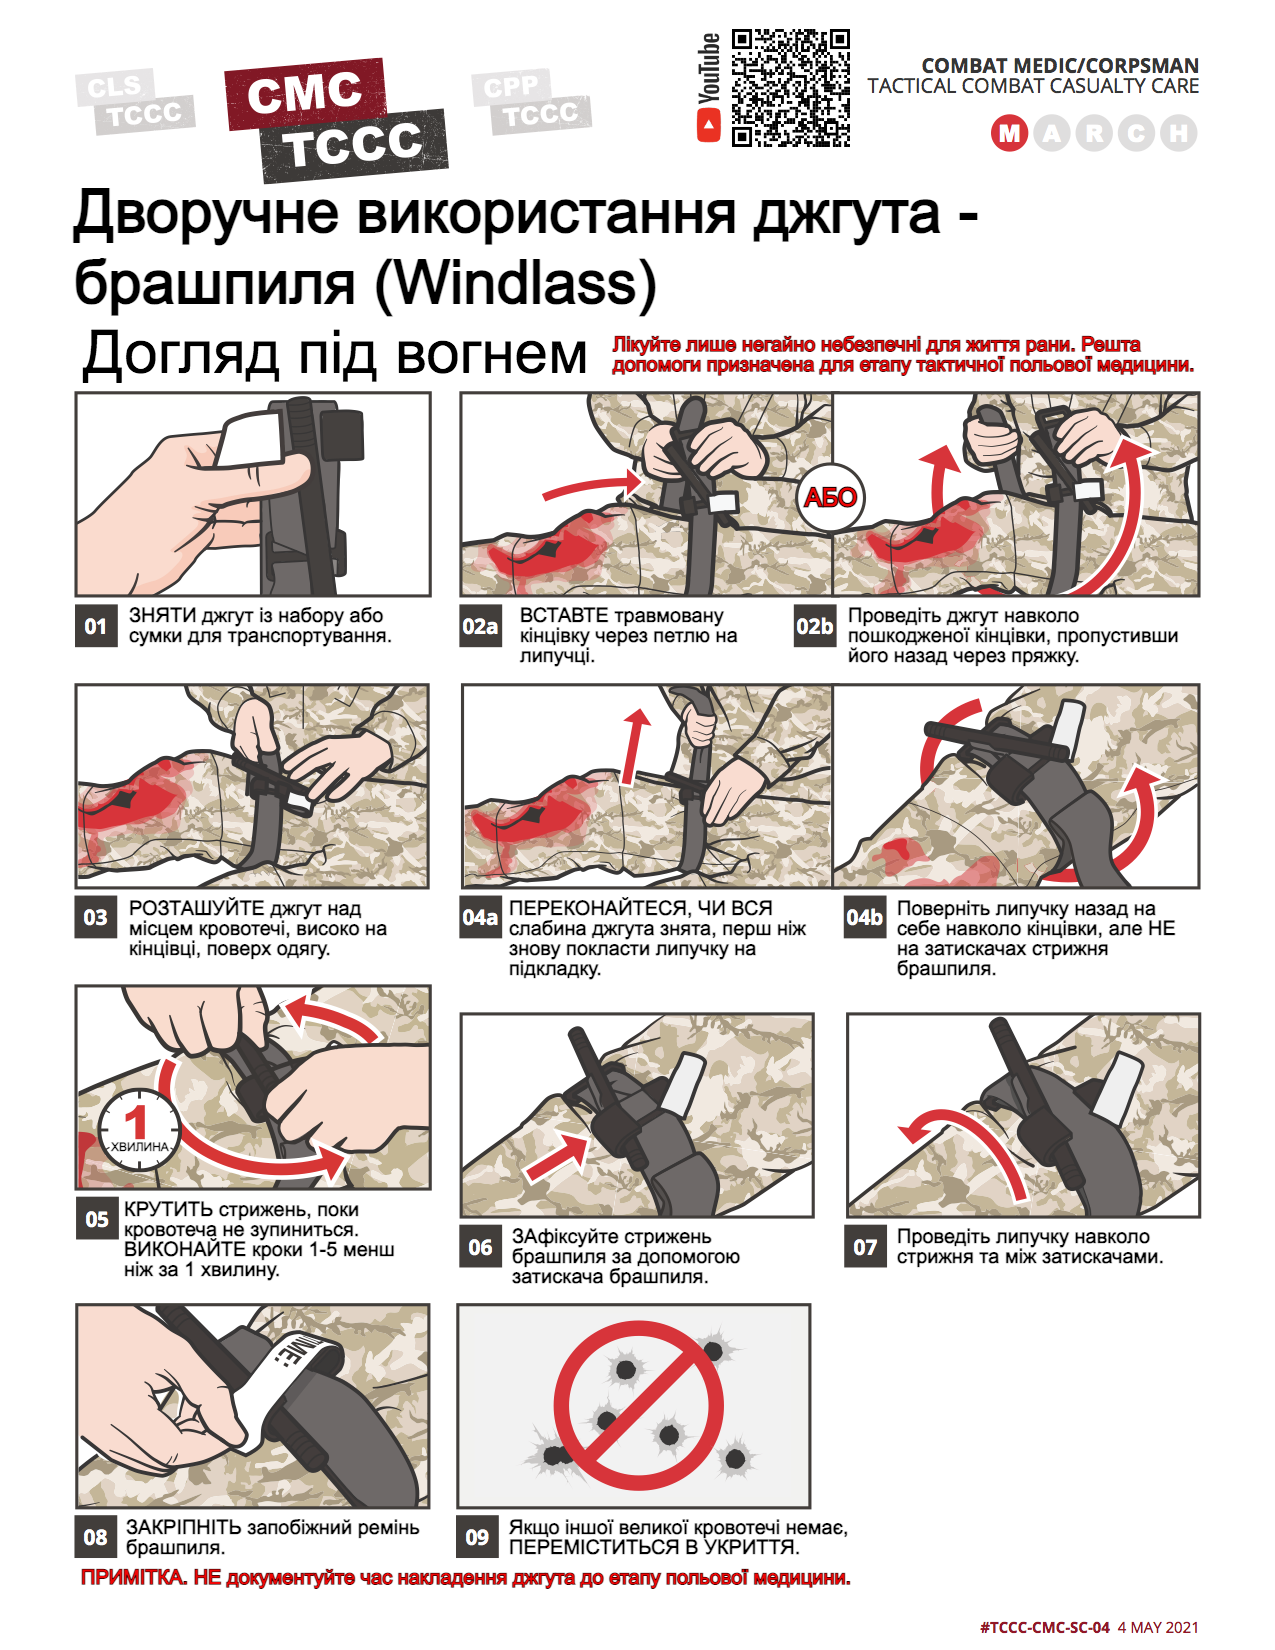 CLS
TCCC
CMC
TCCC
CPP
TCCC
YouTube
COMBAT MEDIC/CORPSMAN
TACTICAL COMBAT CASUALTY CARE
M A R C H
Дворучне використання джгута -
брашпиля (Windlass)
Догляд під вогнем
Лікуйте лише негайно небезпечні для життя рани. Решта
допомоги призначена для етапу тактичної польової медицини.
АБО
01 ЗНЯТИ джгут із набору або
сумки для транспортування.
02a ВСТАВТЕ травмовану
кінцівку через петлю на
липучці.
02b Проведіть джгут навколо
пошкодженої кінцівки, пропустивши
його назад через пряжку.
03 РОЗТАШУЙТЕ джгут над
місцем кровотечі, високо на
кінцівці, поверх одягу.
04a ПЕРЕКОНАЙТЕСЯ, ЧИ ВСЯ
слабина джгута знята, перш ніж
знову покласти липучку на
підкладку.
04b Поверніть липучку назад на
себе навколо кінцівки, але НЕ
на затискачах стрижня
брашпиля.
1
ХВИЛИНА
05 КРУТИТЬ стрижень, поки
кровотеча не зупиниться.
ВИКОНАЙТЕ кроки 1-5 менш
ніж за 1 хвилину.
06 ЗАфіксуйте стрижень
брашпиля за допомогою
затискача брашпиля.
07 Проведіть липучку навколо
стрижня та між затискачами.
TIME:
08 ЗАКРІПНІТЬ запобіжний ремінь
брашпиля.
09 Якщо іншої великої кровотечі немає,
ПЕРЕМІСТИТЬСЯ В УКРИТТЯ.
ПРИМІТКА. НЕ документуйте час накладення джгута до етапу польової медицини.
#TCCC-CMC-SC-04 4 MAY 2021